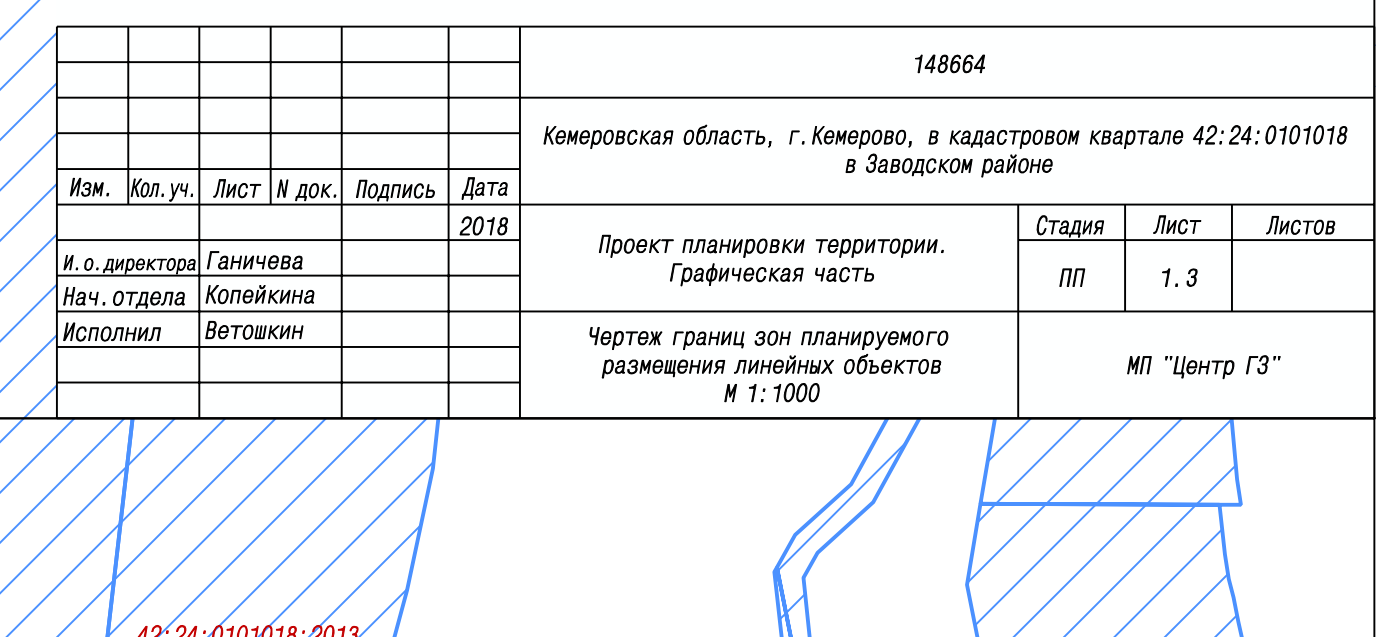 148664
Кемеровская область, г.Кемерово, в кадастровом квартале 42:24:0101018
в Заводском районе
Изм. Кол.уч. Лист N док. Подпись Дата
2018
И.о.директора Ганичева
Нач.отдела Копейкина
Исполнил Ветошкин
Проект планировки территории.
Графическая часть
Стадия Лист Листов
ПП 1.3
Чертеж границ зон планируемого
размещения линейных объектов
М 1:1000
МП "Центр ГЗ"
42:24:0101018:2013